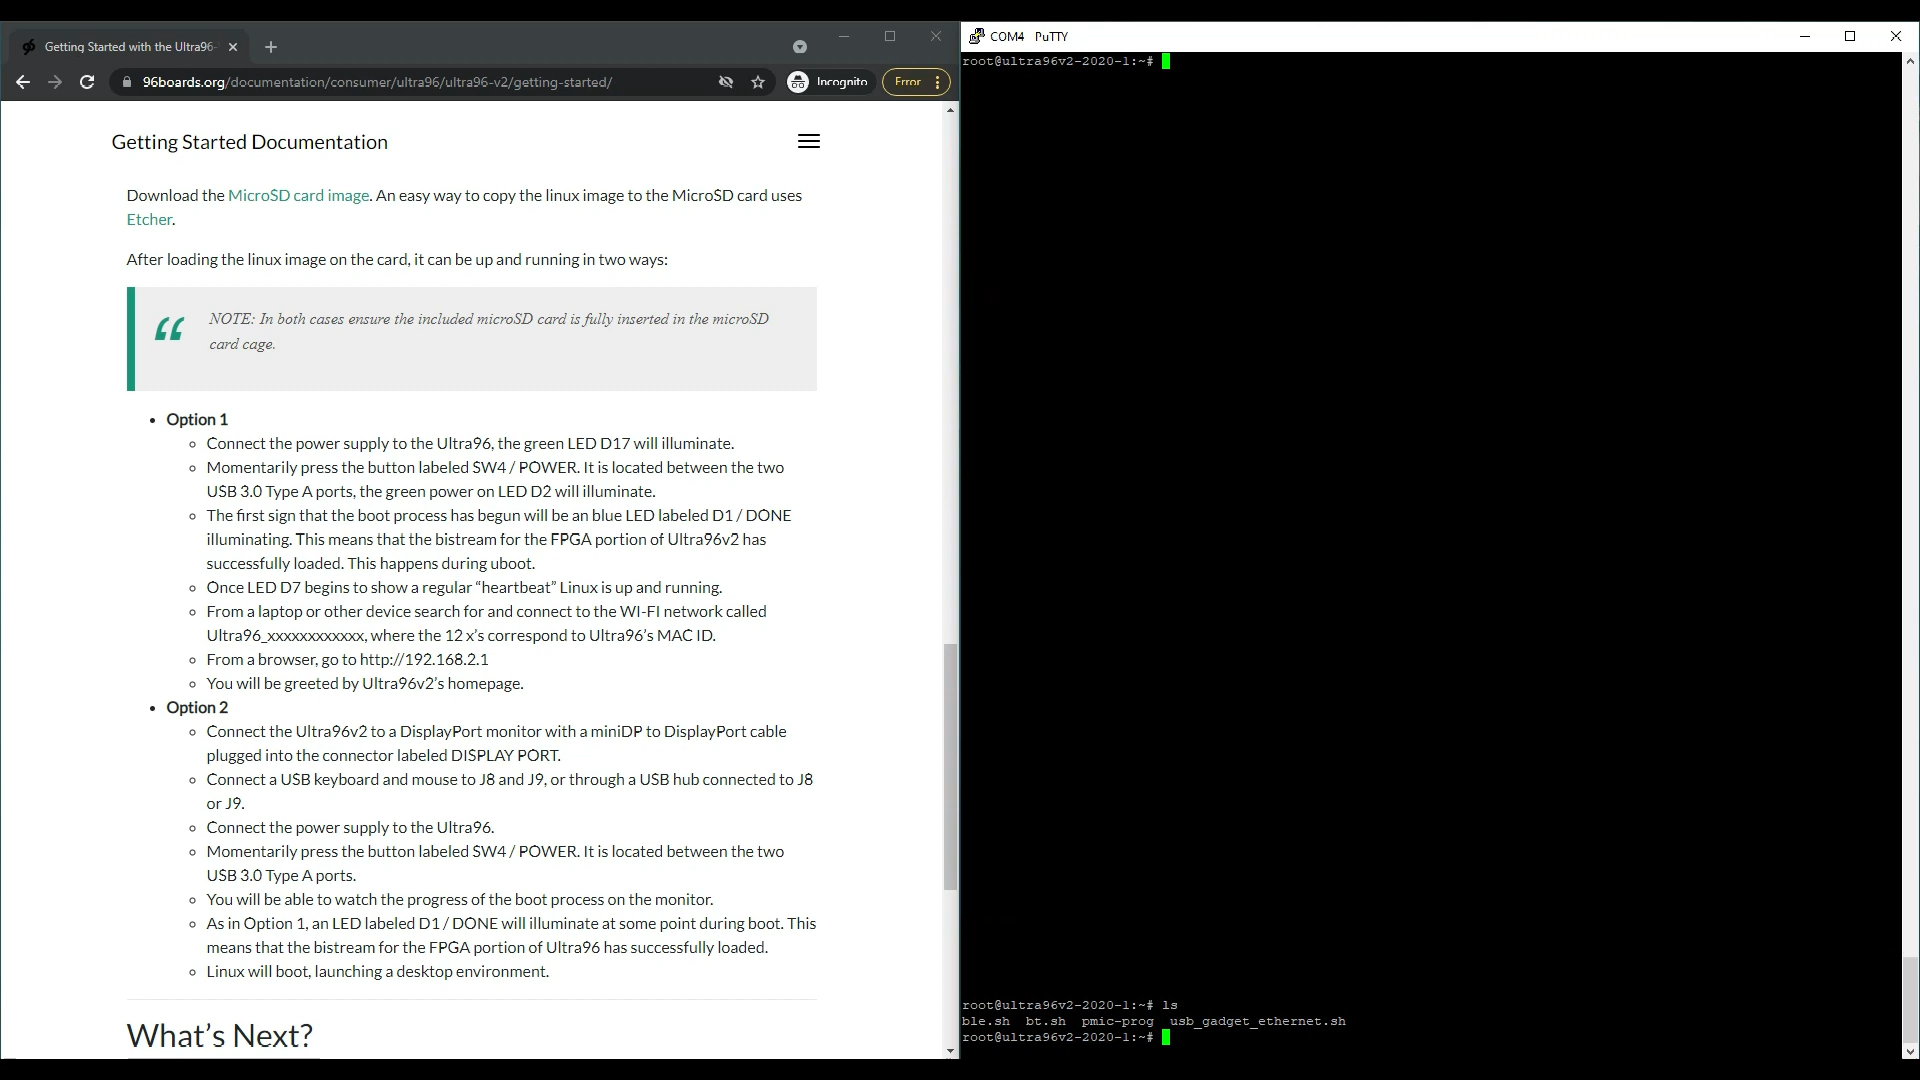 Getting Started with the Ultra96-
96boards.org/documentation/consumer/ultra96/ultra96-v2/getting-started/
Incognito
Error
Getting Started Documentation
Download the MicroSD card image. An easy way to copy the linux image to the MicroSD card uses
Etcher.
After loading the linux image on the card, it can be up and running in two ways:
“ NOTE: In both cases ensure the included microSD card is fully inserted in the microSD
card cage.
• Option 1
Connect the power supply to the Ultra96, the green LED D17 will illuminate.
Momentarily press the button labeled SW4 / POWER. It is located between the two
USB 3.0 Type A ports, the green power on LED D2 will illuminate.
The first sign that the boot process has begun will be an blue LED labeled D1 / DONE
illuminating. This means that the bistream for the FPGA portion of Ultra96v2 has
successfully loaded. This happens during uboot.
Once LED D7 begins to show a regular “heartbeat” Linux is up and running.
From a laptop or other device search for and connect to the WI-FI network called
Ultra96_xxxxxxxxxxxx, where the 12 x’s correspond to Ultra96’s MAC ID.
From a browser, go to http://192.168.2.1
You will be greeted by Ultra96v2’s homepage.
• Option 2
Connect the Ultra96v2 to a DisplayPort monitor with a miniDP to DisplayPort cable
plugged into the connector labeled DISPLAY PORT.
Connect a USB keyboard and mouse to J8 and J9, or through a USB hub connected to J8
or J9.
Connect the power supply to the Ultra96.
Momentarily press the button labeled SW4 / POWER. It is located between the two
USB 3.0 Type A ports.
You will be able to watch the progress of the boot process on the monitor.
As in Option 1, an LED labeled D1 / DONE will illuminate at some point during boot. This
means that the bistream for the FPGA portion of Ultra96 has successfully loaded.
Linux will boot, launching a desktop environment.
What’s Next?
COM4 PuTTY
root@ultra96v2-2020-1:~#
root@ultra96v2-2020-1:~# ls
ble.sh bt.sh pmic-prog usb_gadget_ethernet.sh
root@ultra96v2-2020-1:~#